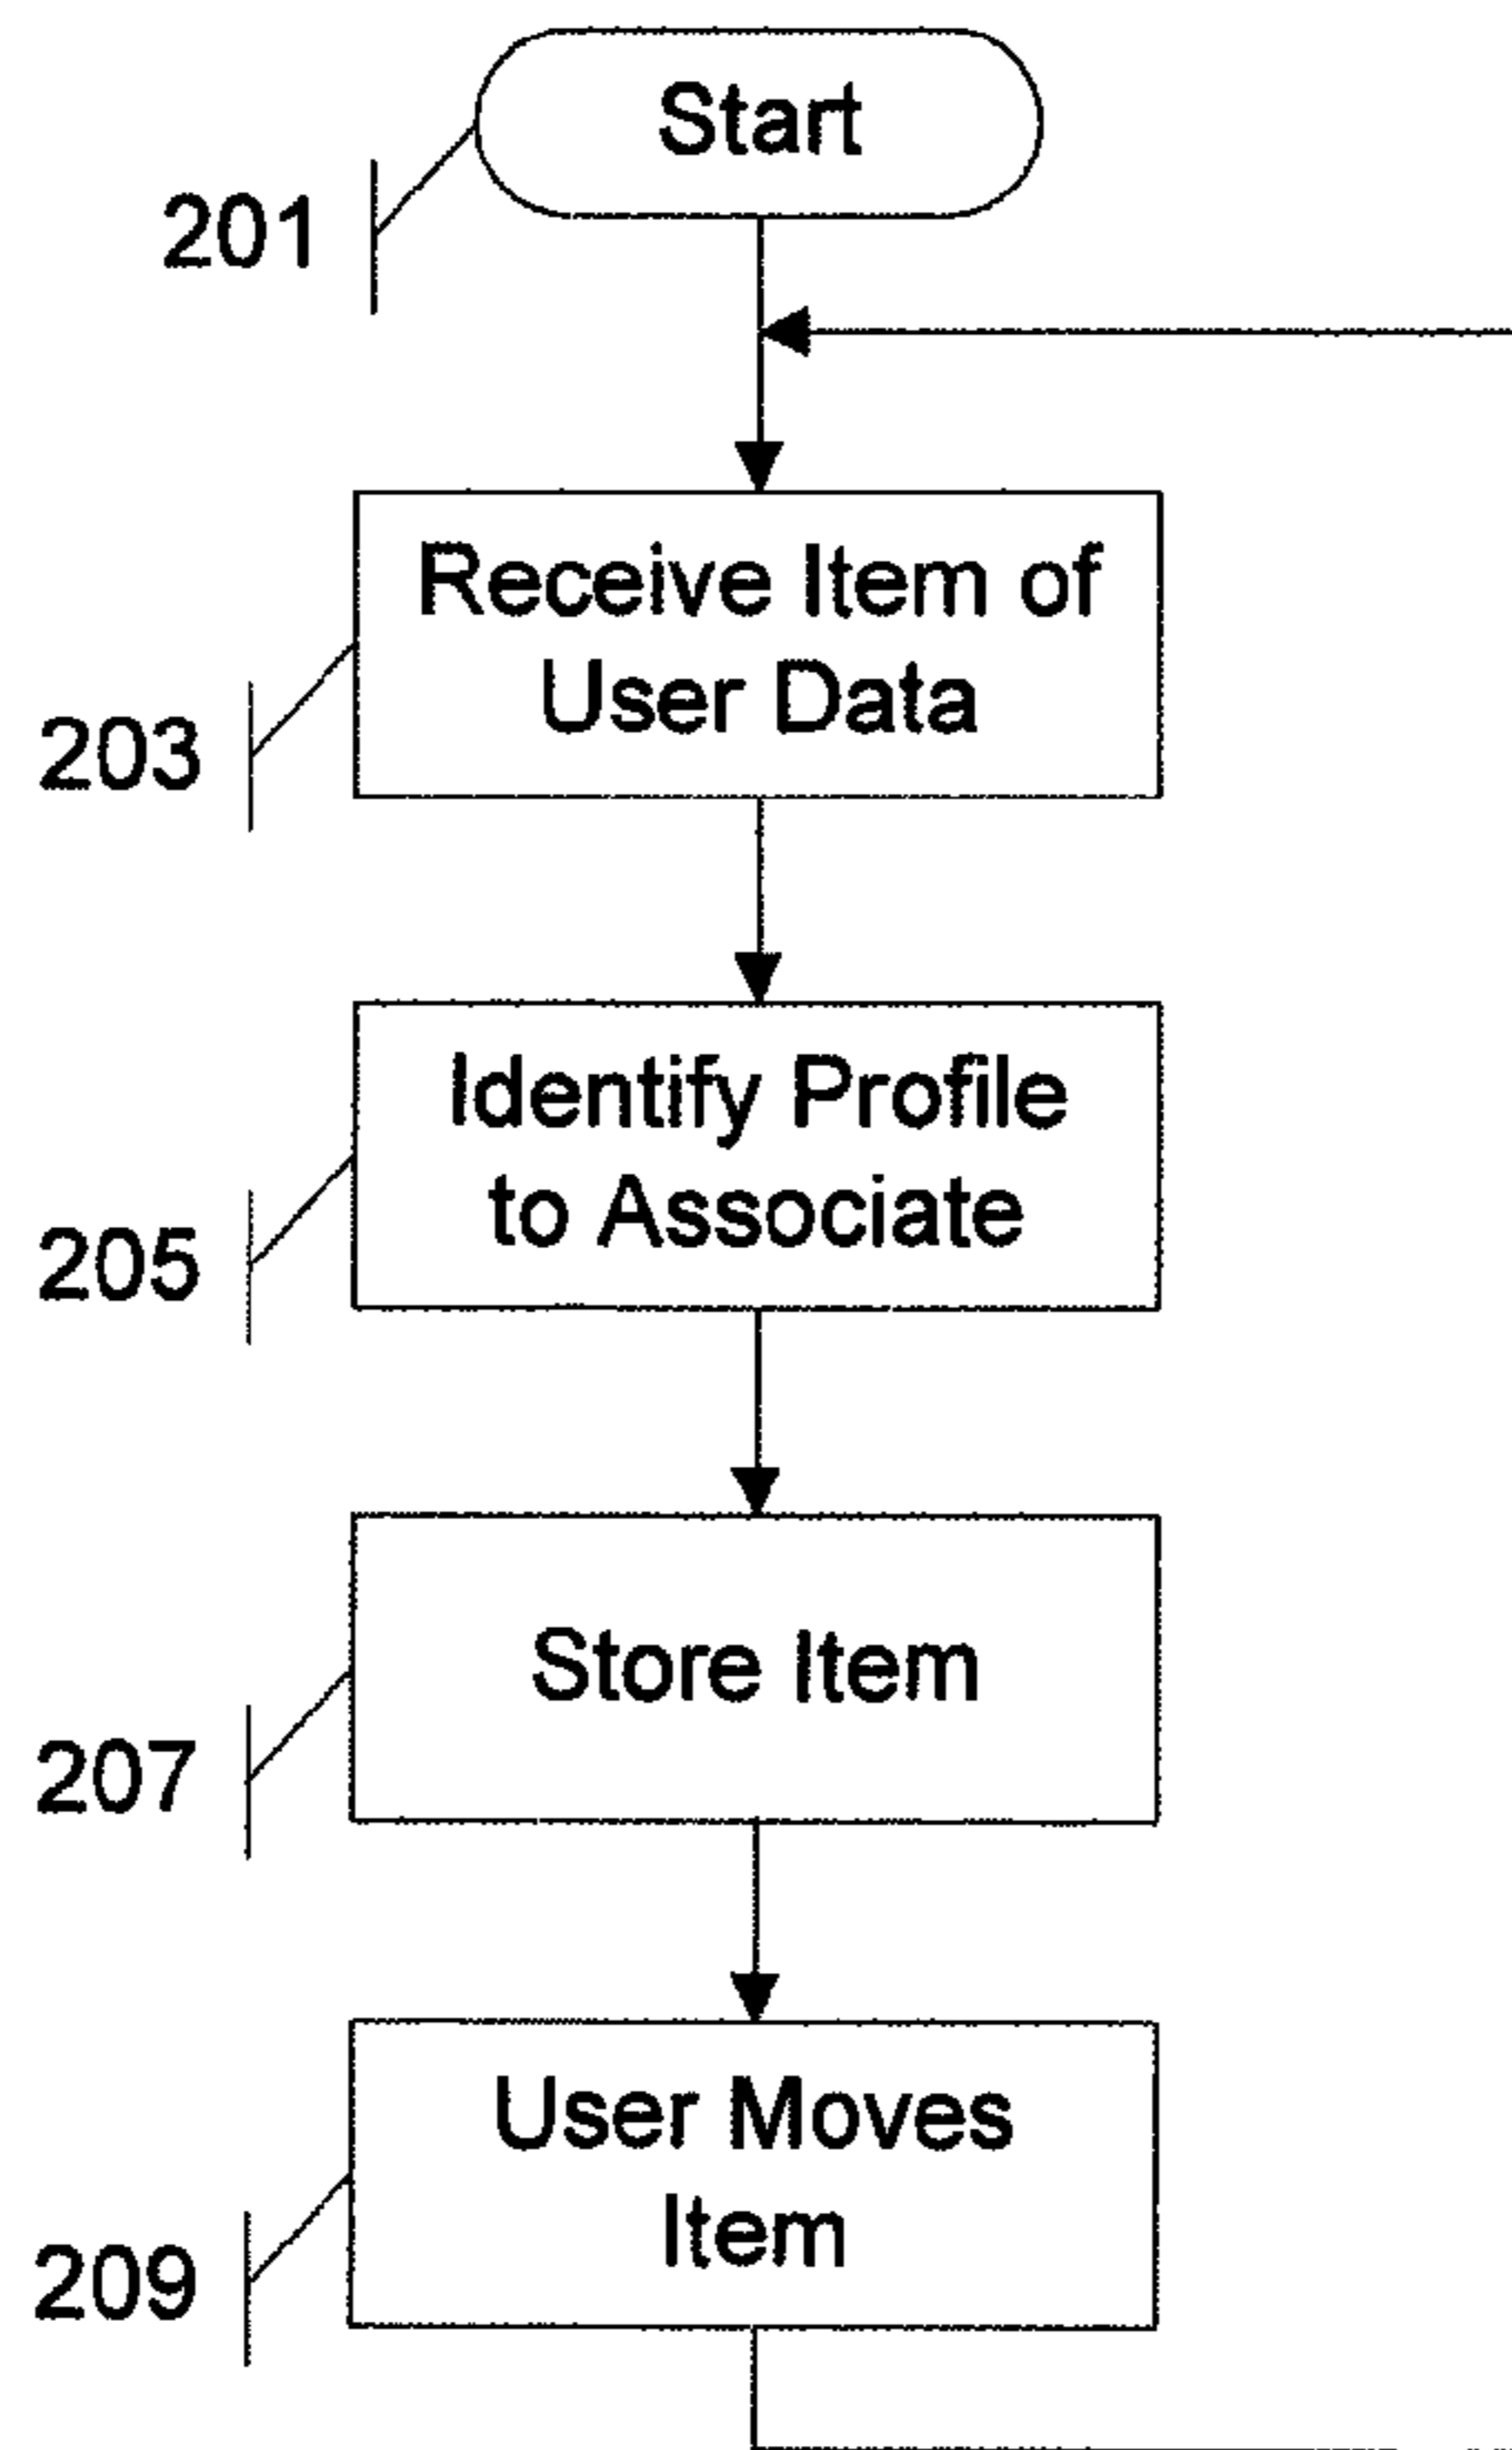 Start
201
Receive Item of
User Data
203
Identify Profile
to Associate
205
Store Item
207
User Moves
Item
209